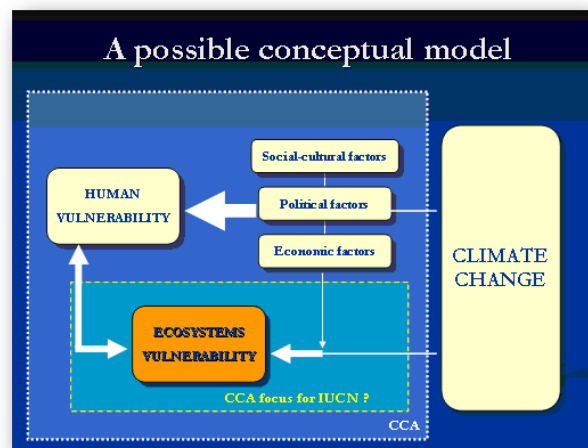 A possible conceptual model
Social-cultural factors
HUMAN
VULNERABILITY
Political factors
Economic factors
CLIMATE
CHANGE
ECOSYSTEMS
VULNERABILITY
CCA focus for IUCN ?
CCA